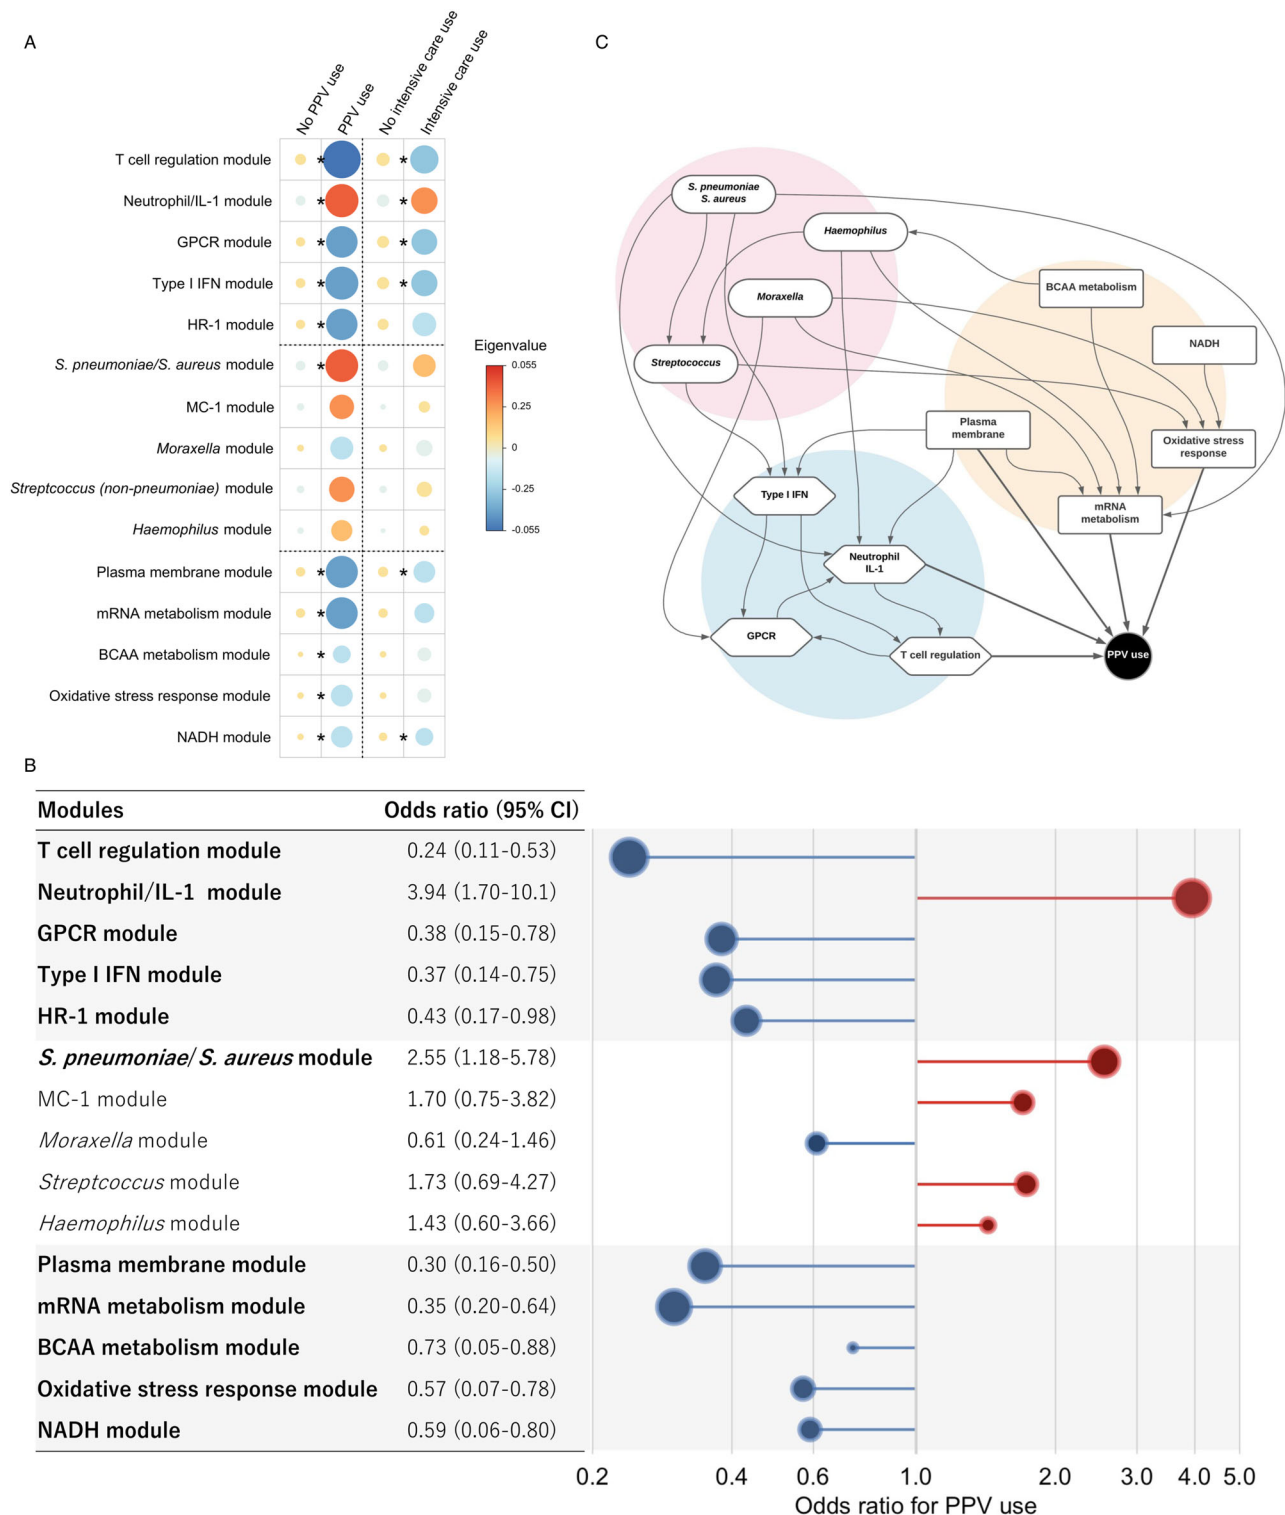 A
No PPV use
PPV use
No intensive care use
Intensive care use
T cell regulation module * *
Neutrophil/IL-1 module * *
GPCR module * *
Type I IFN module * *
HR-1 module *
S. pneumoniae/S. aureus module *
MC-1 module
Moraxella module
Streptcoccus (non-pneumoniae) module
Haemophilus module
Plasma membrane module * *
mRNA metabolism module *
BCAA metabolism module *
Oxidative stress response module *
NADH module * *
Eigenvalue
0.055
0.25
0
-0.25
-0.055
C
S. pneumoniae
S. aureus
Haemophilus
Moraxella
Streptococcus
BCAA metabolism
NADH
Plasma
membrane
Oxidative stress
response
mRNA
metabolism
Type I IFN
Neutrophil
IL-1
GPCR
T cell regulation
PPV use
B
Modules Odds ratio (95% CI)
T cell regulation module 0.24 (0.11-0.53)
Neutrophil/IL-1 module 3.94 (1.70-10.1)
GPCR module 0.38 (0.15-0.78)
Type I IFN module 0.37 (0.14-0.75)
HR-1 module 0.43 (0.17-0.98)
S. pneumoniae/S. aureus module 2.55 (1.18-5.78)
MC-1 module 1.70 (0.75-3.82)
Moraxella module 0.61 (0.24-1.46)
Streptcoccus module 1.73 (0.69-4.27)
Haemophilus module 1.43 (0.60-3.66)
Plasma membrane module 0.30 (0.16-0.50)
mRNA metabolism module 0.35 (0.20-0.64)
BCAA metabolism module 0.73 (0.05-0.88)
Oxidative stress response module 0.57 (0.07-0.78)
NADH module 0.59 (0.06-0.80)
0.2 0.4 0.6 1.0 2.0 3.0 4.0 5.0
Odds ratio for PPV use